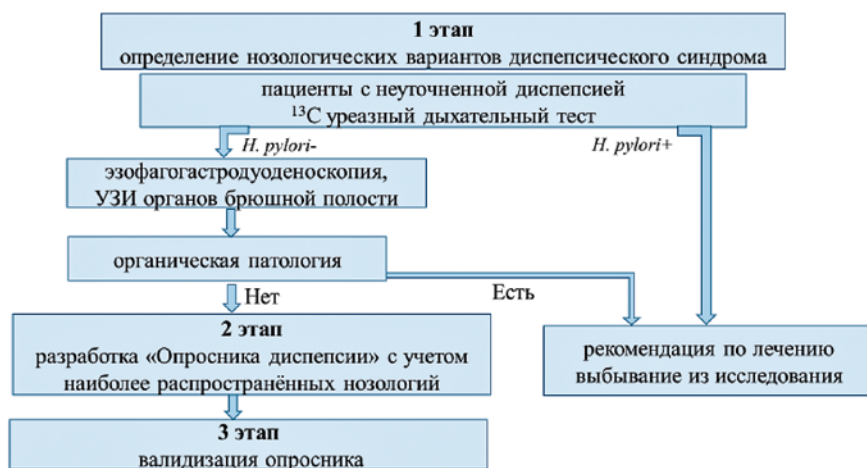 1 этап
определение нозологических вариантов диспепсического синдрома
пациенты с неуточненной диспепсией
¹³С уреазный дыхательный тест
H. pylori-
H. pylori+
эзофагогастродуоденоскопия,
УЗИ органов брюшной полости
органическая патология
Нет
Есть
2 этап
разработка «Опросника диспепсии» с учетом
наиболее распространённых нозологий
рекомендация по лечению
выбывание из исследования
3 этап
валидизация опросника